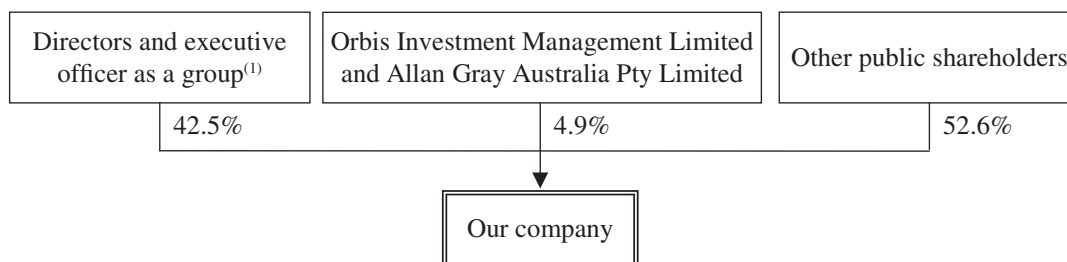 Directors and executive
officer as a group(1)
Orbis Investment Management Limited
and Allan Gray Australia Pty Limited
Other public shareholders
42.5%
4.9%
52.6%
Our company